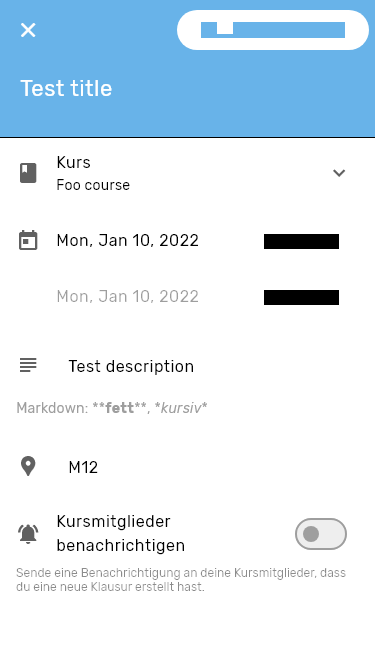 Test title
Kurs
Foo course
Mon, Jan 10, 2022
Mon, Jan 10, 2022
Test description
Markdown: **fett**, *kursiv*
M12
Kursmitglieder
benachrichtigen
Sende eine Benachrichtigung an deine Kursmitglieder, dass
du eine neue Klausur erstellt hast.